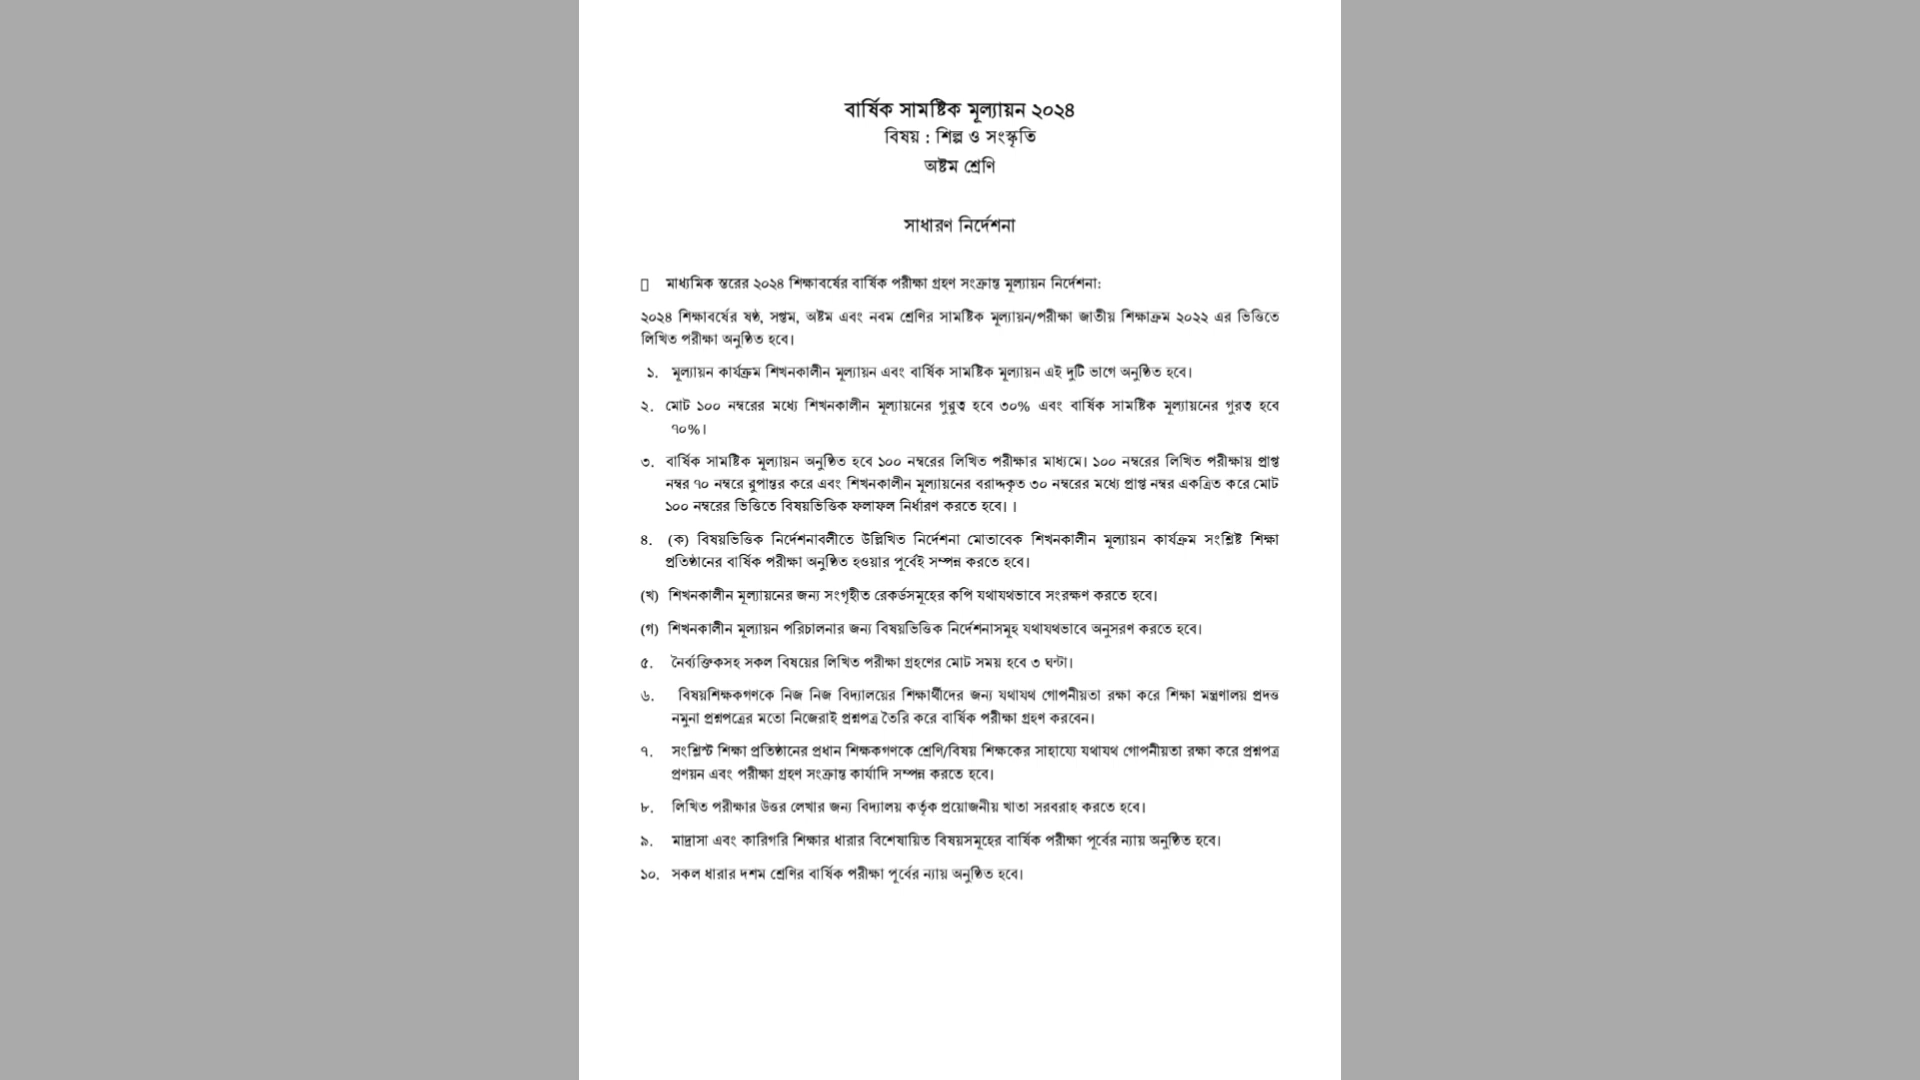 বার্ষিক সামষ্টিক মূল্যায়ন ২০২৪
বিষয় : শিল্প ও সংস্কৃতি
অষ্টম শ্রেণি
সাধারণ নির্দেশনা
মাধ্যমিক স্তরের ২০২৪ শিক্ষাবর্ষের বার্ষিক পরীক্ষা গ্রহণ সংক্রান্ত মূল্যায়ন নির্দেশনা:
২০২৪ শিক্ষাবর্ষের ষষ্ঠ, সপ্তম, অষ্টম এবং নবম শ্রেণির সামষ্টিক মূল্যায়ন/পরীক্ষা জাতীয় শিক্ষাক্রম ২০২২ এর ভিত্তিতে
লিখিত পরীক্ষা অনুষ্ঠিত হবে।
১. মূল্যায়ন কার্যক্রম শিখনকালীন মূল্যায়ন এবং বার্ষিক সামষ্টিক মূল্যায়ন এই দুটি ভাগে অনুষ্ঠিত হবে।
২. মোট ১০০ নম্বরের মধ্যে শিখনকালীন মূল্যায়নের গুরুত্ব হবে ৩০% এবং বার্ষিক সামষ্টিক মূল্যায়নের গুরত্ব হবে
৭০%।
৩. বার্ষিক সামষ্টিক মূল্যায়ন অনুষ্ঠিত হবে ১০০ নম্বরের লিখিত পরীক্ষার মাধ্যমে। ১০০ নম্বরের লিখিত পরীক্ষায় প্রাপ্ত
নম্বর ৭০ নম্বরে রুপান্তর করে এবং শিখনকালীন মূল্যায়নের বরাদ্দকৃত ৩০ নম্বরের মধ্যে প্রাপ্ত নম্বর একত্রিত করে মোট
১০০ নম্বরের ভিত্তিতে বিষয়ভিত্তিক ফলাফল নির্ধারণ করতে হবে। ।
৪. (ক) বিষয়ভিত্তিক নির্দেশনাবলীতে উল্লিখিত নির্দেশনা মোতাবেক শিখনকালীন মূল্যায়ন কার্যক্রম সংশ্লিষ্ট শিক্ষা
প্রতিষ্ঠানের বার্ষিক পরীক্ষা অনুষ্ঠিত হওয়ার পূর্বেই সম্পন্ন করতে হবে।
(খ) শিখনকালীন মূল্যায়নের জন্য সংগৃহীত রেকর্ডসমূহের কপি যথাযথভাবে সংরক্ষণ করতে হবে।
(গ) শিখনকালীন মূল্যায়ন পরিচালনার জন্য বিষয়ভিত্তিক নির্দেশনাসমূহ যথাযথভাবে অনুসরণ করতে হবে।
৫. নৈর্ব্যক্তিকসহ সকল বিষয়ের লিখিত পরীক্ষা গ্রহণের মোট সময় হবে ৩ ঘন্টা।
৬. বিষয়শিক্ষকগণকে নিজ নিজ বিদ্যালয়ের শিক্ষার্থীদের জন্য যথাযথ গোপনীয়তা রক্ষা করে শিক্ষা মন্ত্রণালয় প্রদত্ত
নমুনা প্রশ্নপত্রের মতো নিজেরাই প্রশ্নপত্র তৈরি করে বার্ষিক পরীক্ষা গ্রহণ করবেন।
৭. সংশ্লিস্ট শিক্ষা প্রতিষ্ঠানের প্রধান শিক্ষকগণকে শ্রেণি/বিষয় শিক্ষকের সাহায্যে যথাযথ গোপনীয়তা রক্ষা করে প্রশ্নপত্র
প্রণয়ন এবং পরীক্ষা গ্রহণ সংক্রান্ত কার্যাদি সম্পন্ন করতে হবে।
৮. লিখিত পরীক্ষার উত্তর লেখার জন্য বিদ্যালয় কর্তৃক প্রয়োজনীয় খাতা সরবরাহ করতে হবে।
৯. মাদ্রাসা এবং কারিগরি শিক্ষার ধারার বিশেষায়িত বিষয়সমূহের বার্ষিক পরীক্ষা পূর্বের ন্যায় অনুষ্ঠিত হবে।
১০. সকল ধারার দশম শ্রেণির বার্ষিক পরীক্ষা পূর্বের ন্যায় অনুষ্ঠিত হবে।